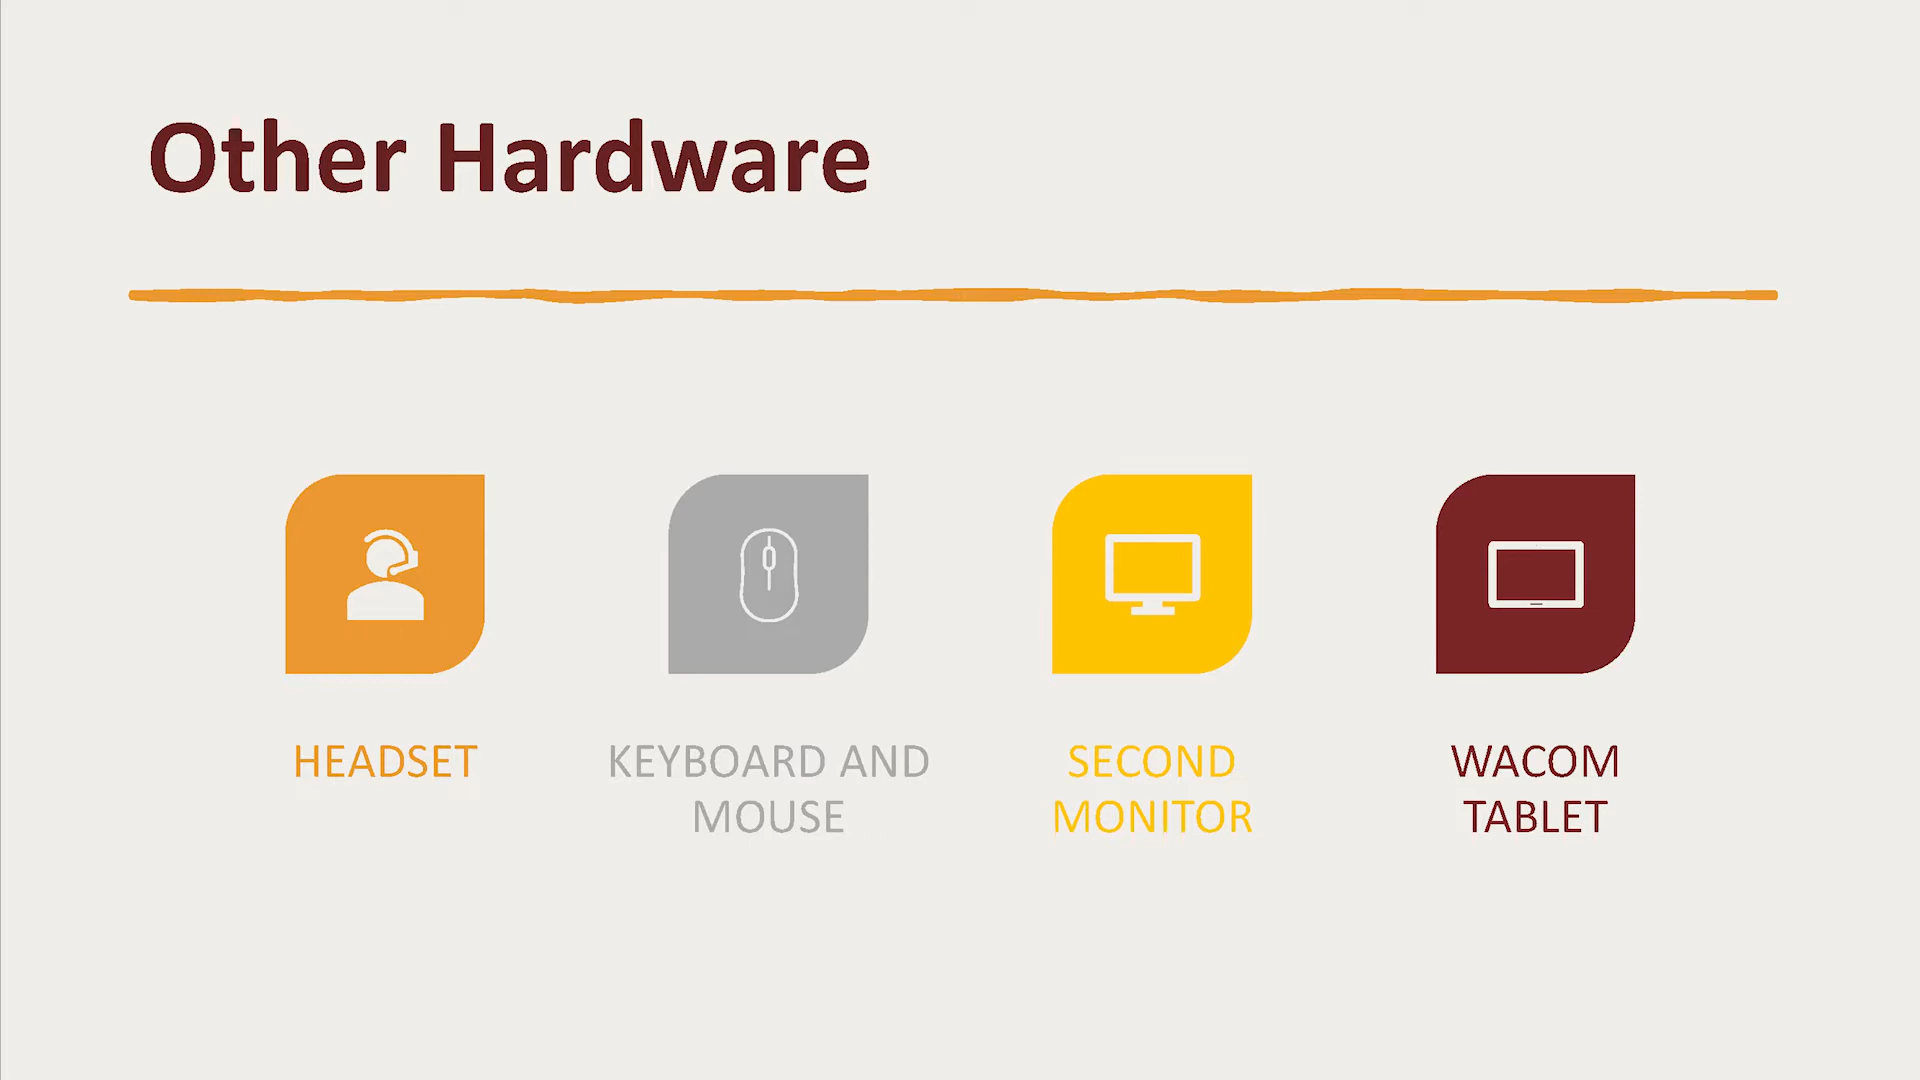 Other Hardware
HEADSET
KEYBOARD AND
MOUSE
SECOND
MONITOR
WACOM
TABLET